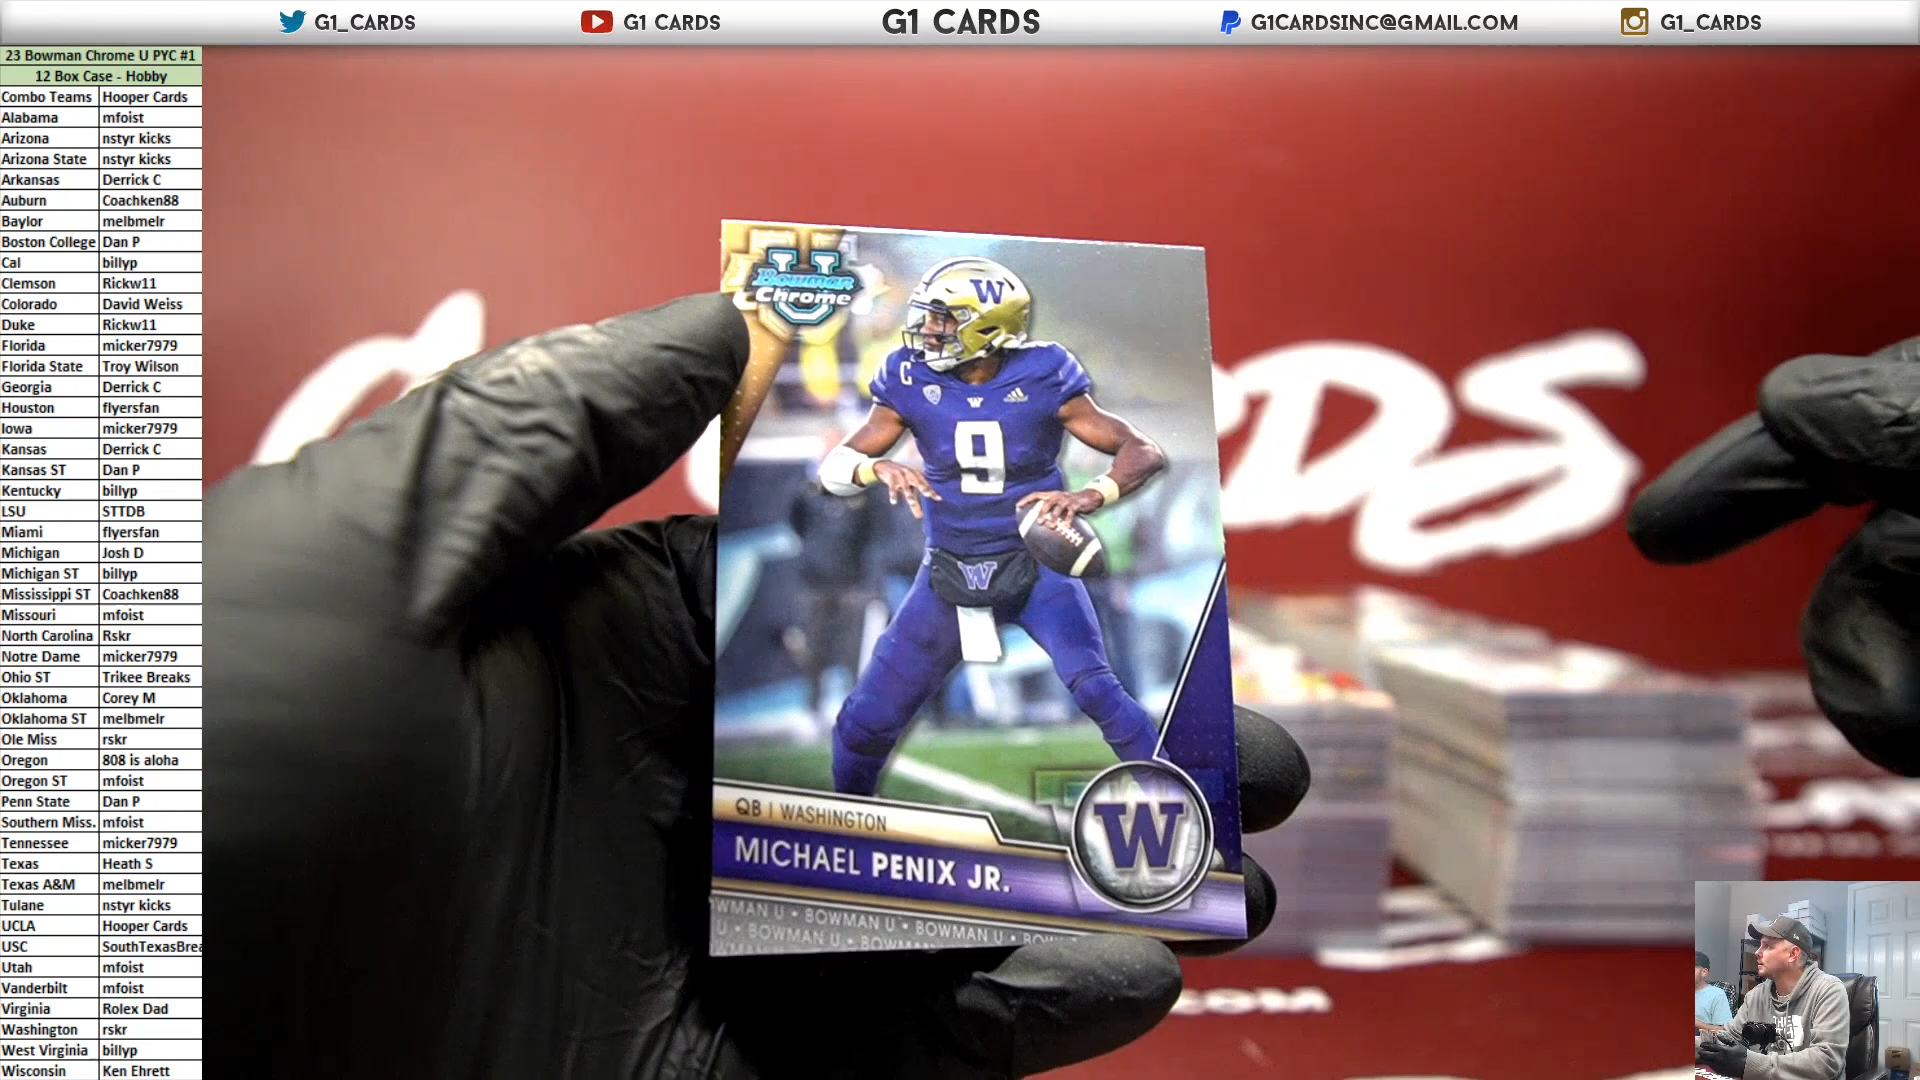 G1_CARDS
G1 CARDS
G1 CARDS
G1CARDSINC@GMAIL.COM
G1_CARDS
23 Bowman Chrome U PYC #1
12 Box Case - Hobby
Combo Teams Hooper Cards
Alabama mfoist
Arizona nstyr kicks
Arizona State nstyr kicks
Arkansas Derrick C
Auburn Coachken88
Baylor melbmelr
Boston College Dan P
Cal billyp
Clemson Rickw11
Colorado David Weiss
Duke Rickw11
Florida micker7979
Florida State Troy Wilson
Georgia Derrick C
Houston flyersfan
Iowa micker7979
Kansas Derrick C
Kansas ST Dan P
Kentucky billyp
LSU STTDB
Miami flyersfan
Michigan Josh D
Michigan ST billyp
Mississippi ST Coachken88
Missouri mfoist
North Carolina Rskr
Notre Dame micker7979
Ohio ST Trikee Breaks
Oklahoma Corey M
Oklahoma ST melbmelr
Ole Miss rskr
Oregon 808 is aloha
Oregon ST mfoist
Penn State Dan P
Southern Miss. mfoist
Tennessee micker7979
Texas Heath S
Texas A&M melbmelr
Tulane nstyr kicks
UCLA Hooper Cards
USC SouthTexasBrea
Utah mfoist
Vanderbilt mfoist
Virginia Rolex Dad
Washington rskr
West Virginia billyp
Wisconsin Ken Ehrett
U
Bowman
Chrome
W
C
W
9
W
QB | WASHINGTON
MICHAEL PENIX JR.
W
WMAN U • BOWMAN U • BOWMAN U • BOW
U • BOWMAN U • BOWMAN